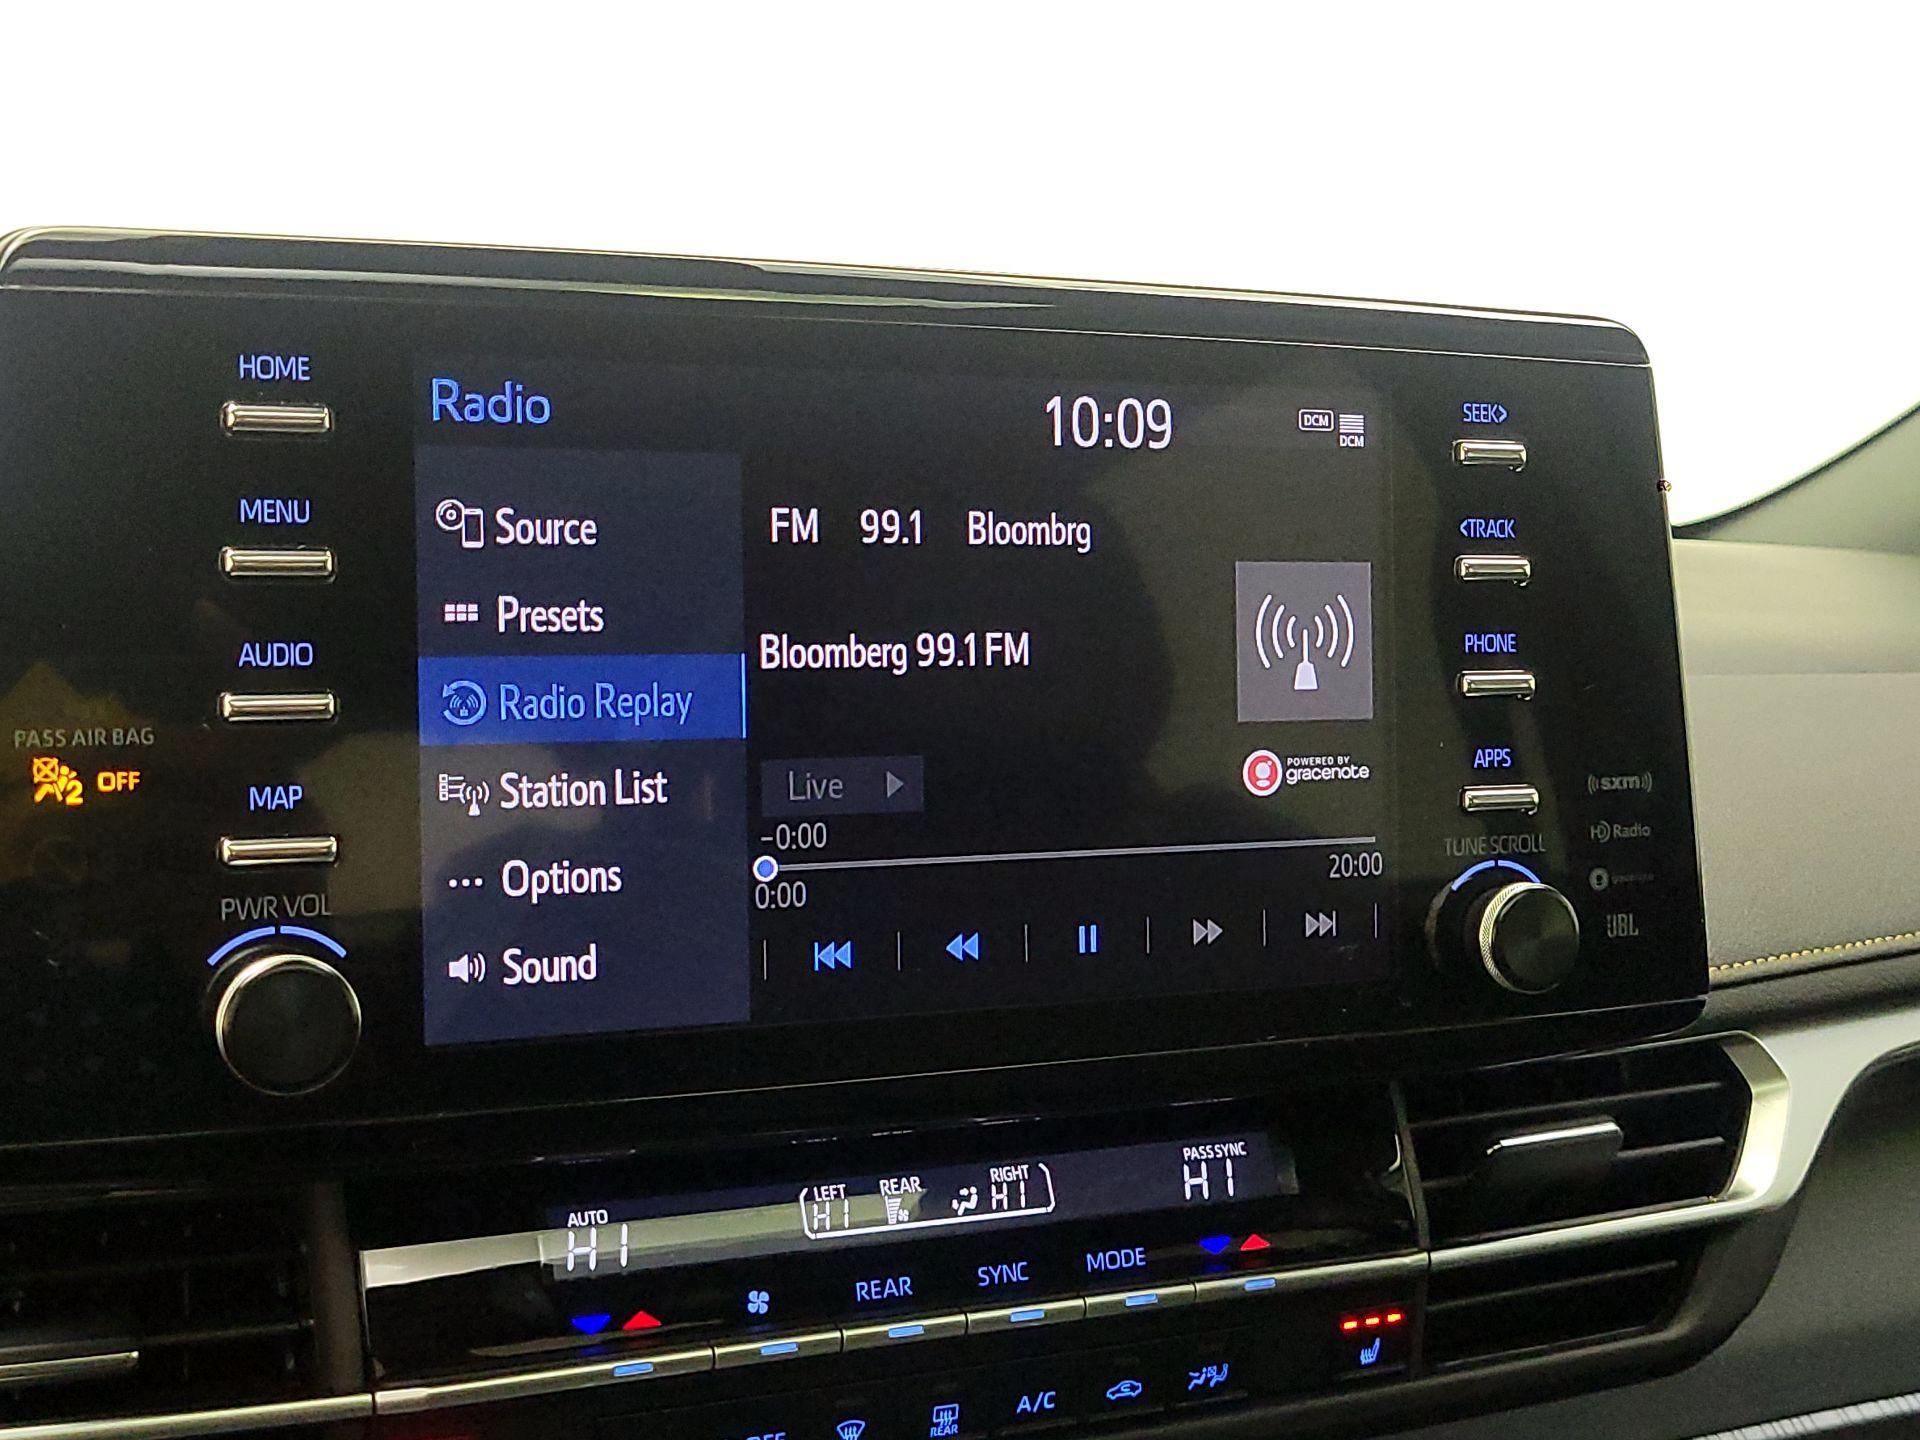 HOME
MENU
AUDIO
MAP
PWR VOL
PASS AIR BAG
2 OFF
Radio
10:09
DCM
DCM
Source
Presets
Radio Replay
Station List
Options
Sound
FM 99.1 Bloombrg
Bloomberg 99.1 FM
POWERED BY
gracenote
Live
-0:00
0:00
20:00
SEEK>
<TRACK
PHONE
APPS
TUNE SCROLL
sxm
HD Radio
JBL
AUTO
HI
LEFT
HI
REAR
RIGHT
HI
PASS SYNC
HI
REAR
SYNC
MODE
REAR
A/C